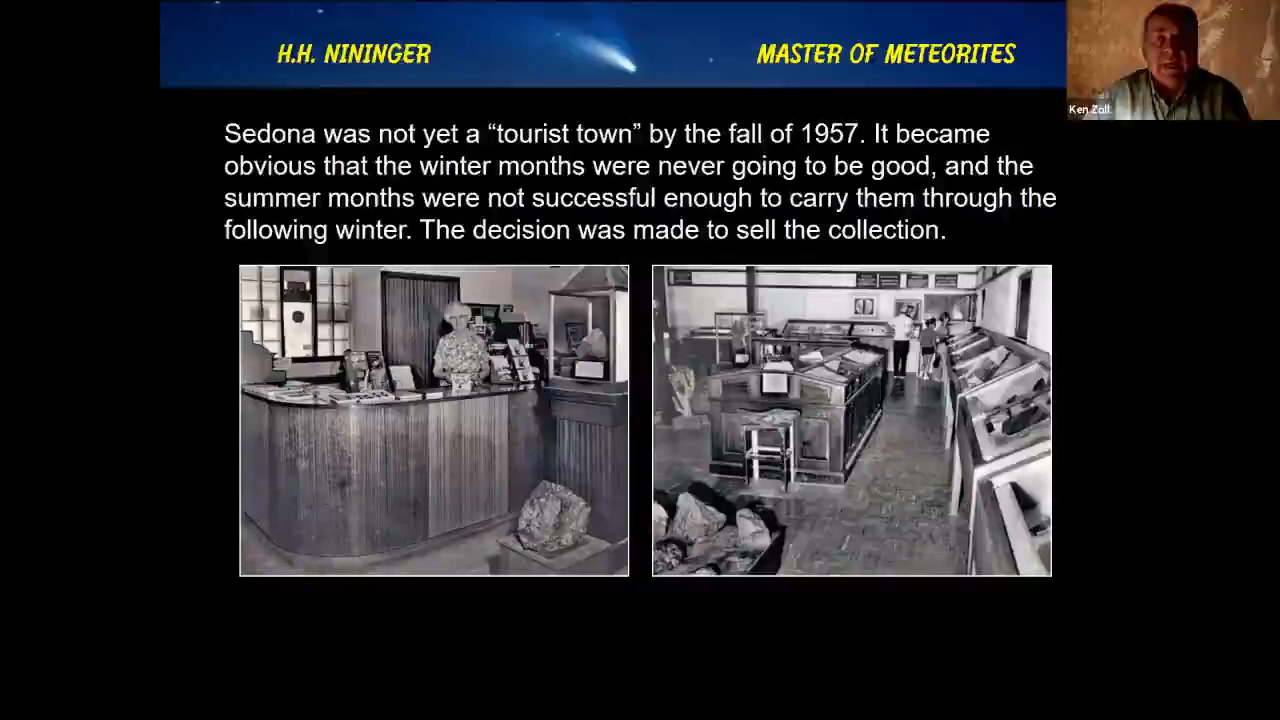 H.H. NININGER
MASTER OF METEORITES
Ken Zoll
Sedona was not yet a “tourist town” by the fall of 1957. It became
obvious that the winter months were never going to be good, and the
summer months were not successful enough to carry them through the
following winter. The decision was made to sell the collection.